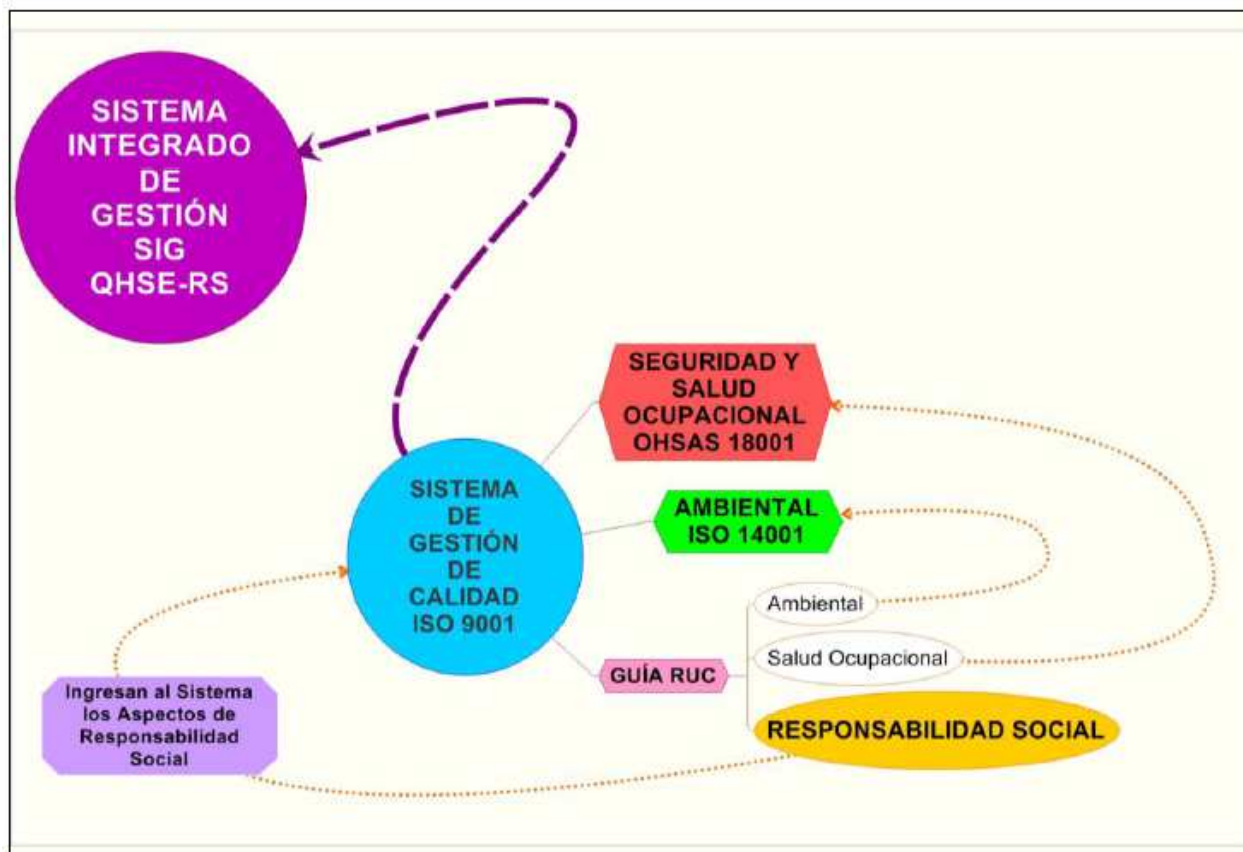 SISTEMA
INTEGRADO
DE
GESTIÓN
SIG
QHSE-RS
SEGURIDAD Y
SALUD
OCUPACIONAL
OHSAS 18001
SISTEMA
DE
GESTIÓN
DE
CALIDAD
ISO 9001
AMBIENTAL
ISO 14001
Ambiental
Salud Ocupacional
GUÍA RUC
RESPONSABILIDAD SOCIAL
Ingresan al Sistema
los Aspectos de
Responsabilidad
Social